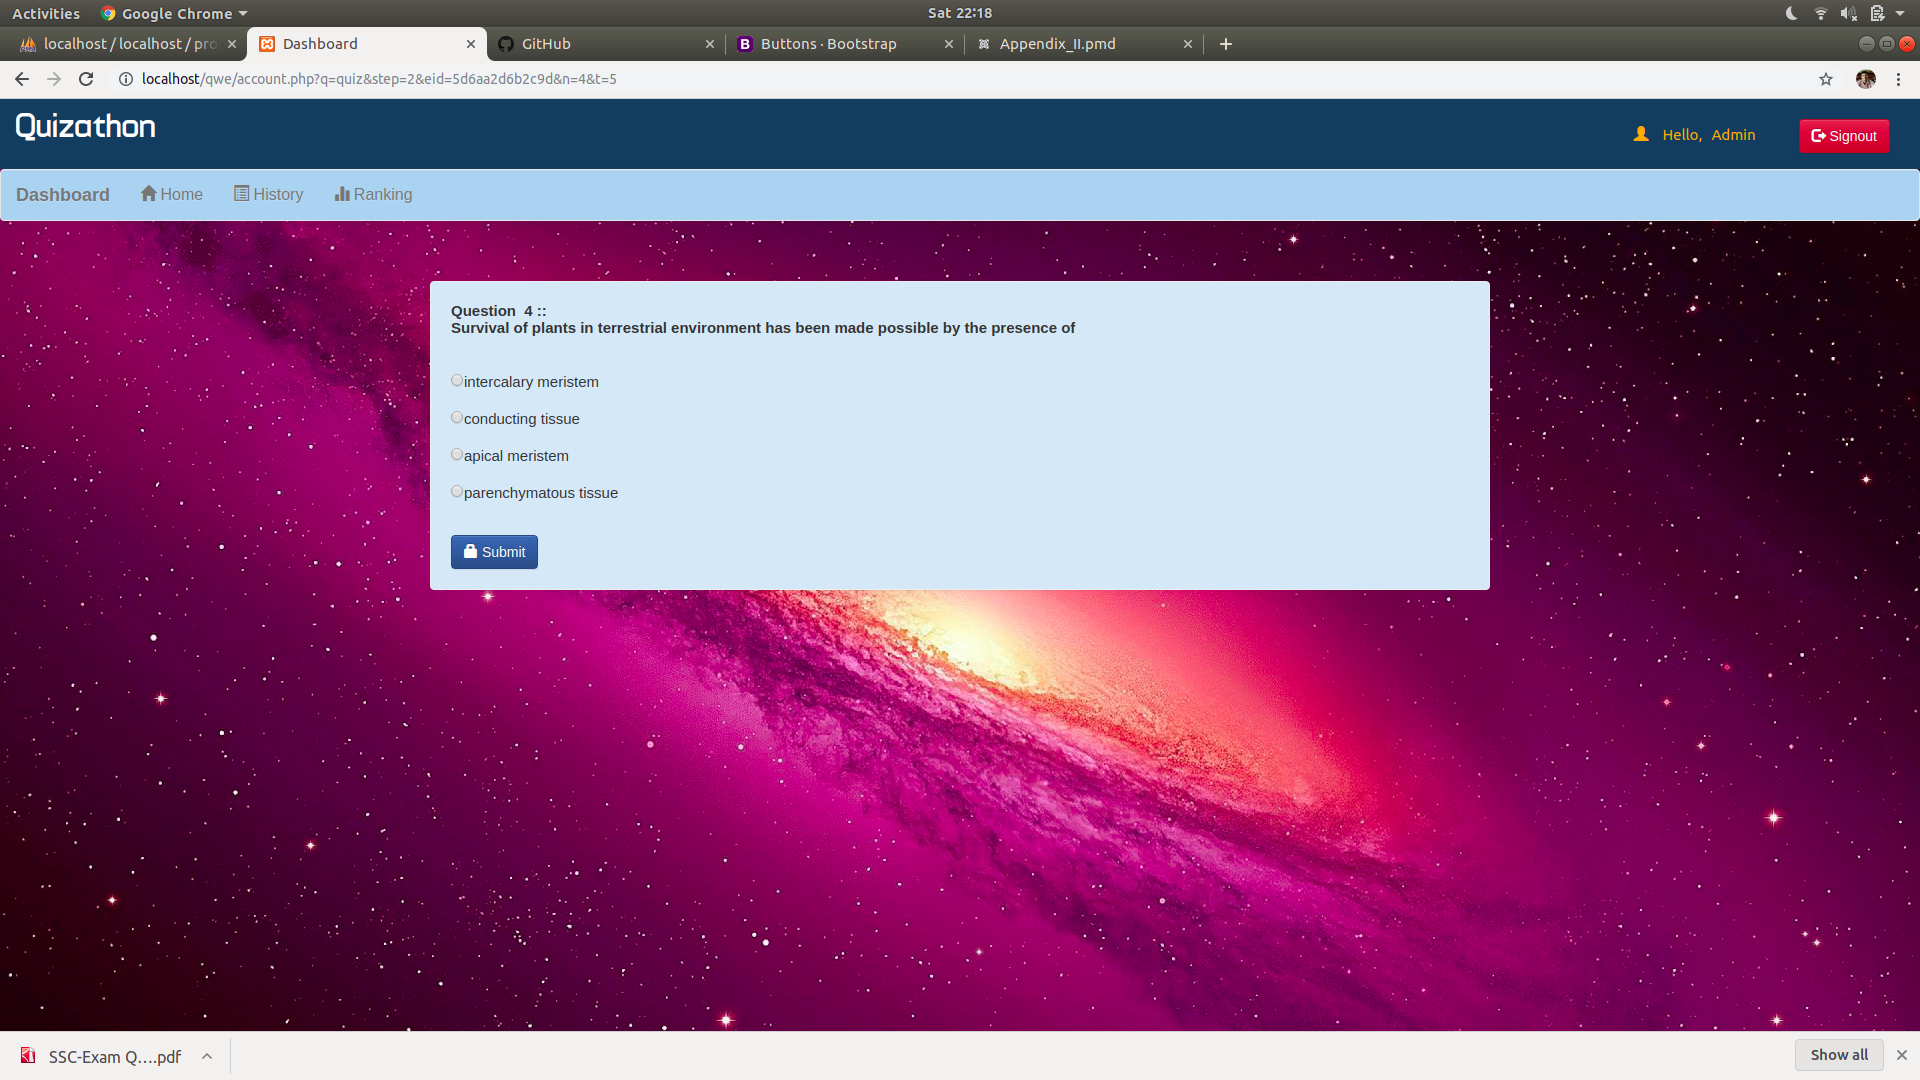 Activities Google Chrome Sat 22:18
localhost / localhost / pro Dashboard GitHub Buttons · Bootstrap Appendix_II.pmd
localhost/qwe/account.php?q=quiz&step=2&eid=5d6aa2d6b2c9d&n=4&t=5
Quizathon Hello, Admin Signout
Dashboard Home History Ranking
Question 4 ::
Survival of plants in terrestrial environment has been made possible by the presence of
intercalary meristem
conducting tissue
apical meristem
parenchymatous tissue
Submit
SSC-Exam Q....pdf Show all